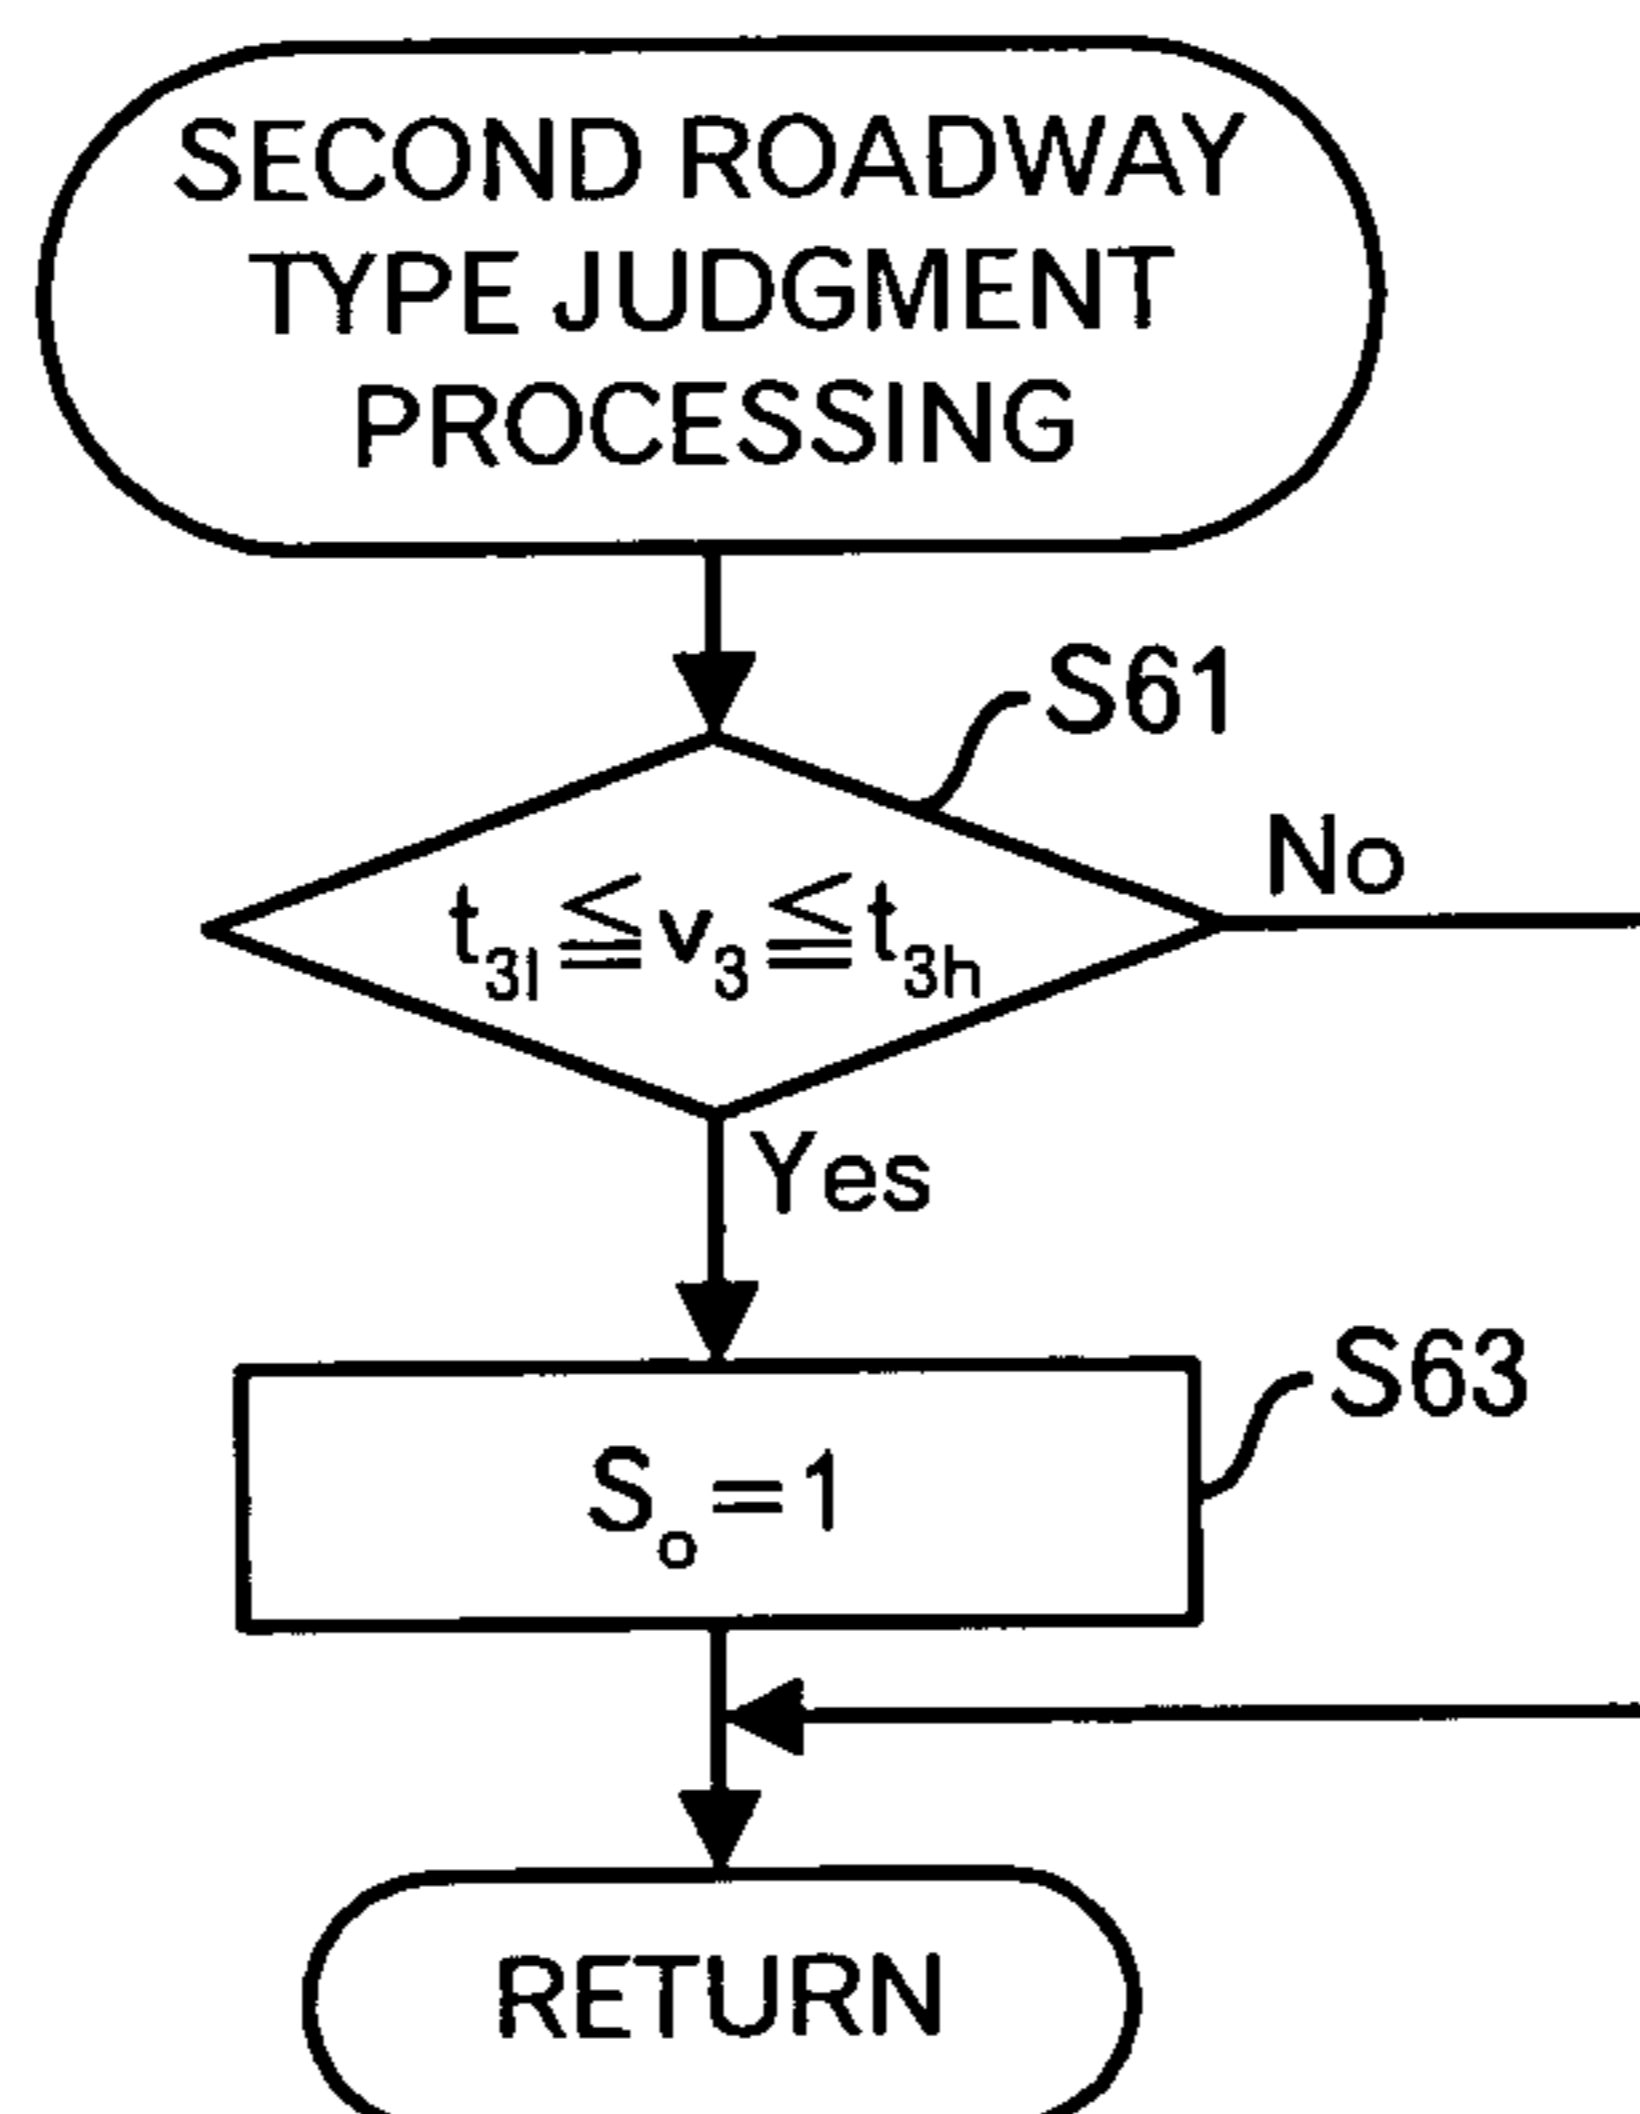 SECOND ROADWAY
TYPE JUDGMENT
PROCESSING
S61
No
t3l≦v3≦t3h
Yes
S63
So=1
RETURN